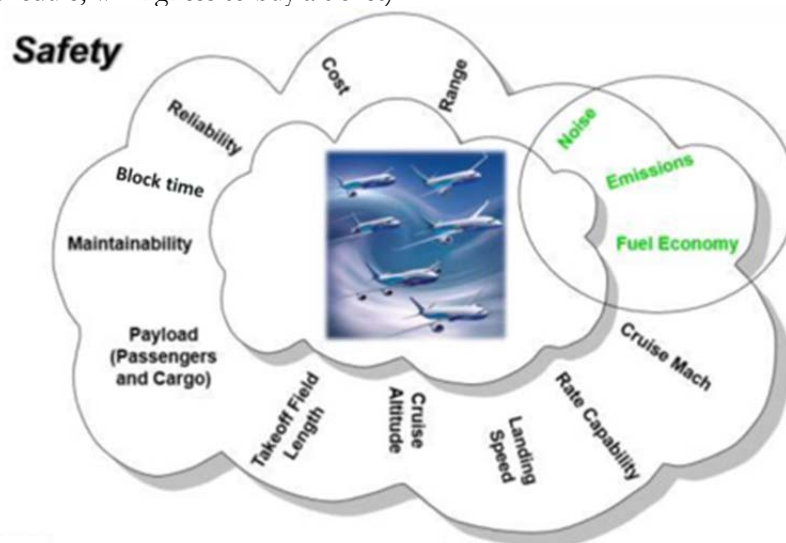 Safety
Cost
Range
Noise
Reliability
Emissions
Block time
Fuel Economy
Maintainability
Payload
(Passengers
and Cargo)
Cruise Mach
Takeoff Field
Length
Cruise
Altitude
Landing
Speed
Rate Capability